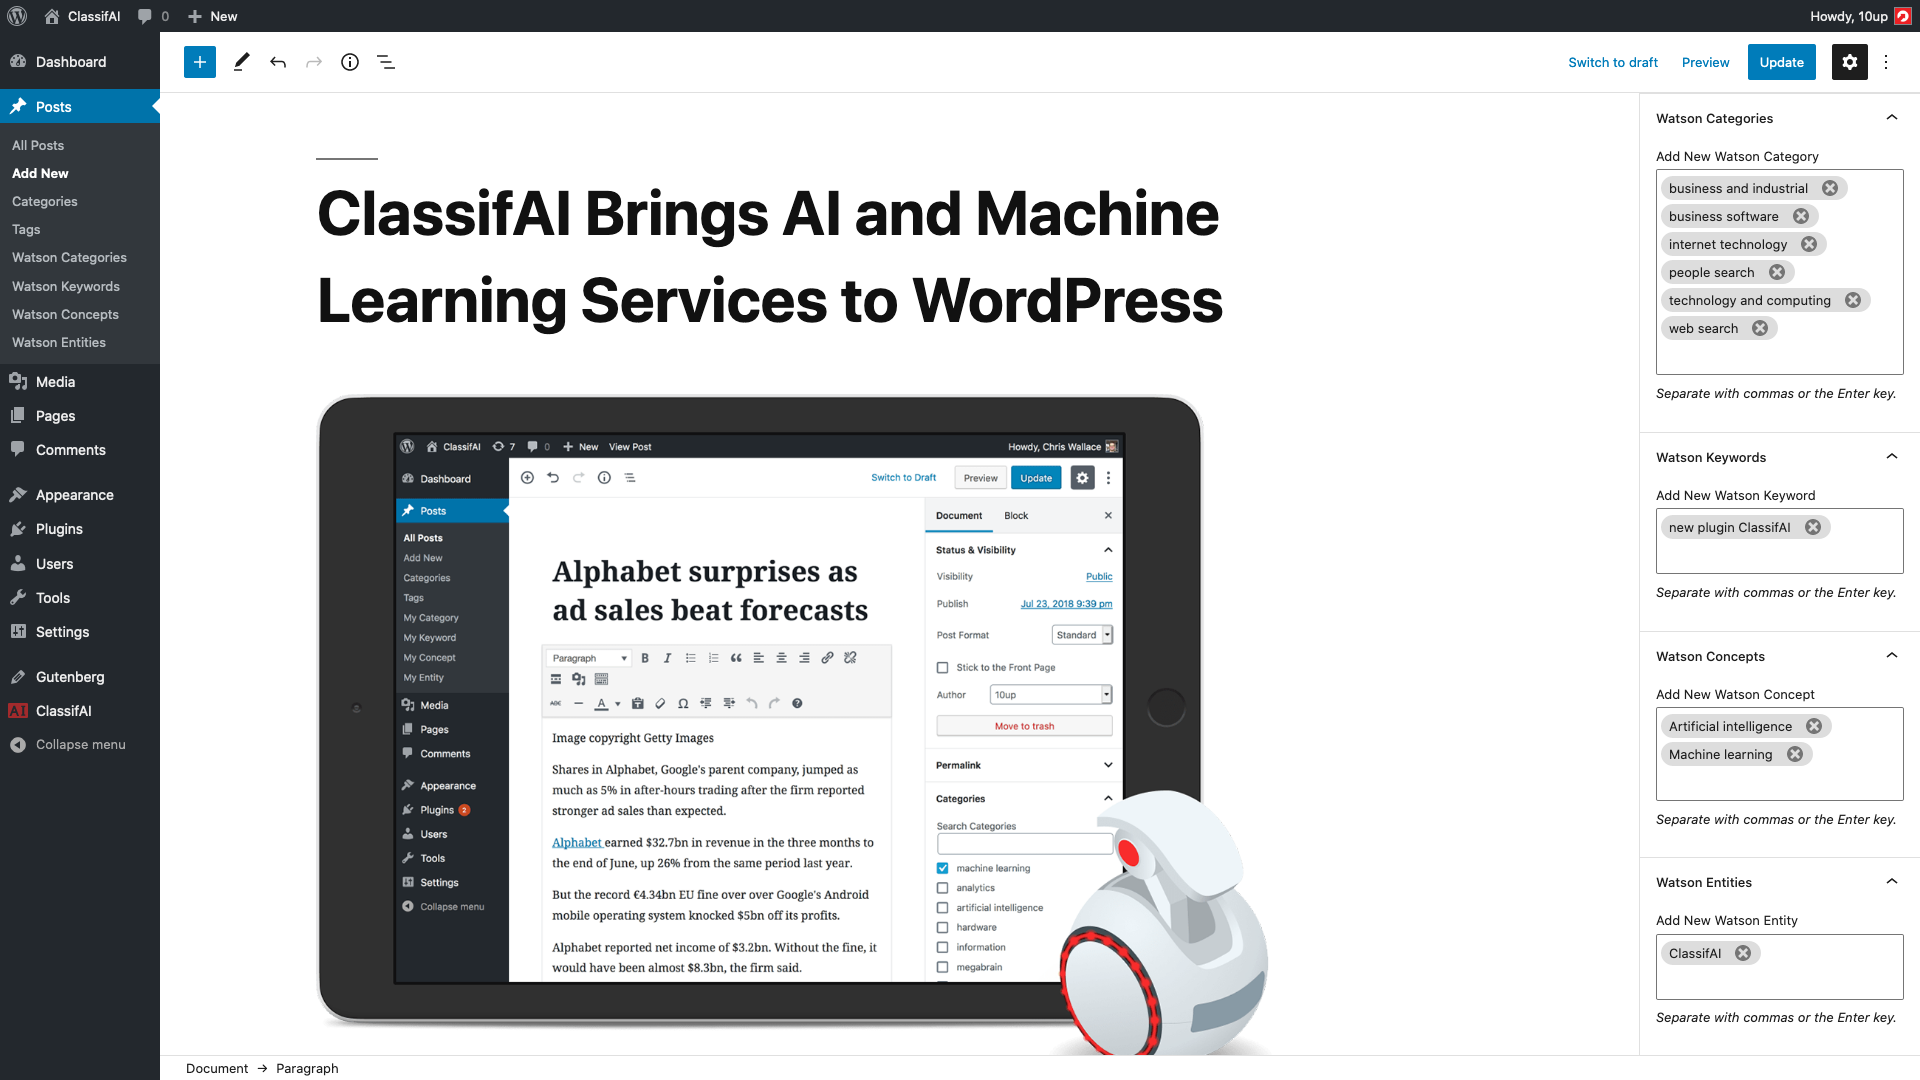 ClassifAI 0 New Howdy, 10up
Dashboard
Posts
All Posts
Add New
Categories
Tags
Watson Categories
Watson Keywords
Watson Concepts
Watson Entities
Media
Pages
Comments
Appearance
Plugins
Users
Tools
Settings
Gutenberg
AI ClassifAI
Collapse menu
Switch to draft Preview Update
ClassifAI Brings AI and Machine
Learning Services to WordPress
ClassifAI 7 0 New View Post Howdy, Chris Wallace
Dashboard
Posts
All Posts
Add New
Categories
Tags
My Category
My Keyword
My Concept
My Entity
Media
Pages
Comments
Appearance
Plugins 2
Users
Tools
Settings
Collapse menu
Switch to Draft Preview Update
Alphabet surprises as
ad sales beat forecasts
Paragraph B I
ABC A
Image copyright Getty Images
Shares in Alphabet, Google's parent company, jumped as
much as 5% in after-hours trading after the firm reported
stronger ad sales than expected.
Alphabet earned $32.7bn in revenue in the three months to
the end of June, up 26% from the same period last year.
But the record €4.34bn EU fine over over Google's Android
mobile operating system knocked $5bn off its profits.
Alphabet reported net income of $3.2bn. Without the fine, it
would have been almost $8.3bn, the firm said.
Document Block
Status & Visibility
Visibility Public
Publish Jul 23, 2018 9:39 pm
Post Format Standard
Stick to the Front Page
Author 10up
Move to trash
Permalink
Categories
Search Categories
machine learning
analytics
artificial intelligence
hardware
information
megabrain
Watson Categories
Add New Watson Category
business and industrial
business software
internet technology
people search
technology and computing
web search
Separate with commas or the Enter key.
Watson Keywords
Add New Watson Keyword
new plugin ClassifAI
Separate with commas or the Enter key.
Watson Concepts
Add New Watson Concept
Artificial intelligence
Machine learning
Separate with commas or the Enter key.
Watson Entities
Add New Watson Entity
ClassifAI
Separate with commas or the Enter key.
Document → Paragraph